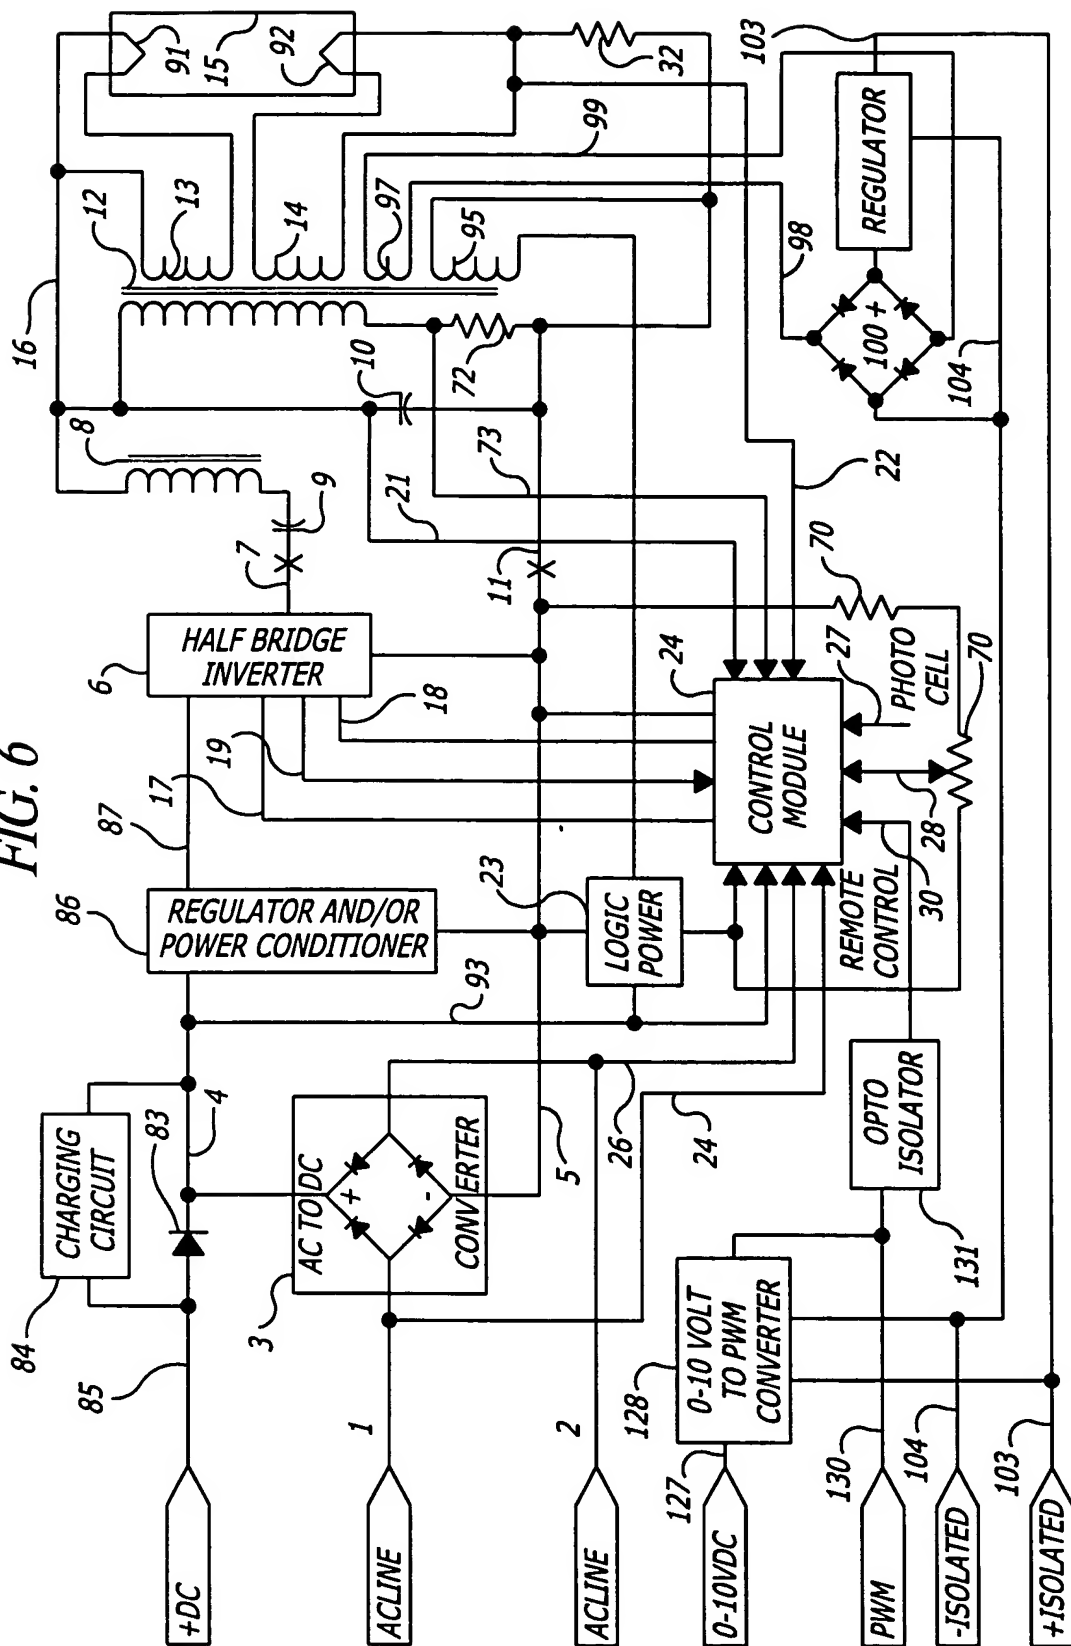 FIG. 6
84
CHARGING
CIRCUIT
85
83
4
+DC
86
REGULATOR AND/OR
POWER CONDITIONER
87
93
17
19
18
6
HALF BRIDGE
INVERTER
7
9
8
16
12
13
14
97
95
91
15
92
32
99
10
72
73
21
11
3
AC TO DC
+
-
CONVERTER
1
ACLINE
2
ACLINE
5
26
24
23
LOGIC
POWER
24
CONTROL
MODULE
22
70
27
PHOTO
CELL
70
28
30
REMOTE
CONTROL
98
100 +
REGULATOR
103
104
OPTO
ISOLATOR
131
128
0-10 VOLT
TO PWM
CONVERTER
127
0-10VDC
130
PWM
104
-ISOLATED
103
+ISOLATED